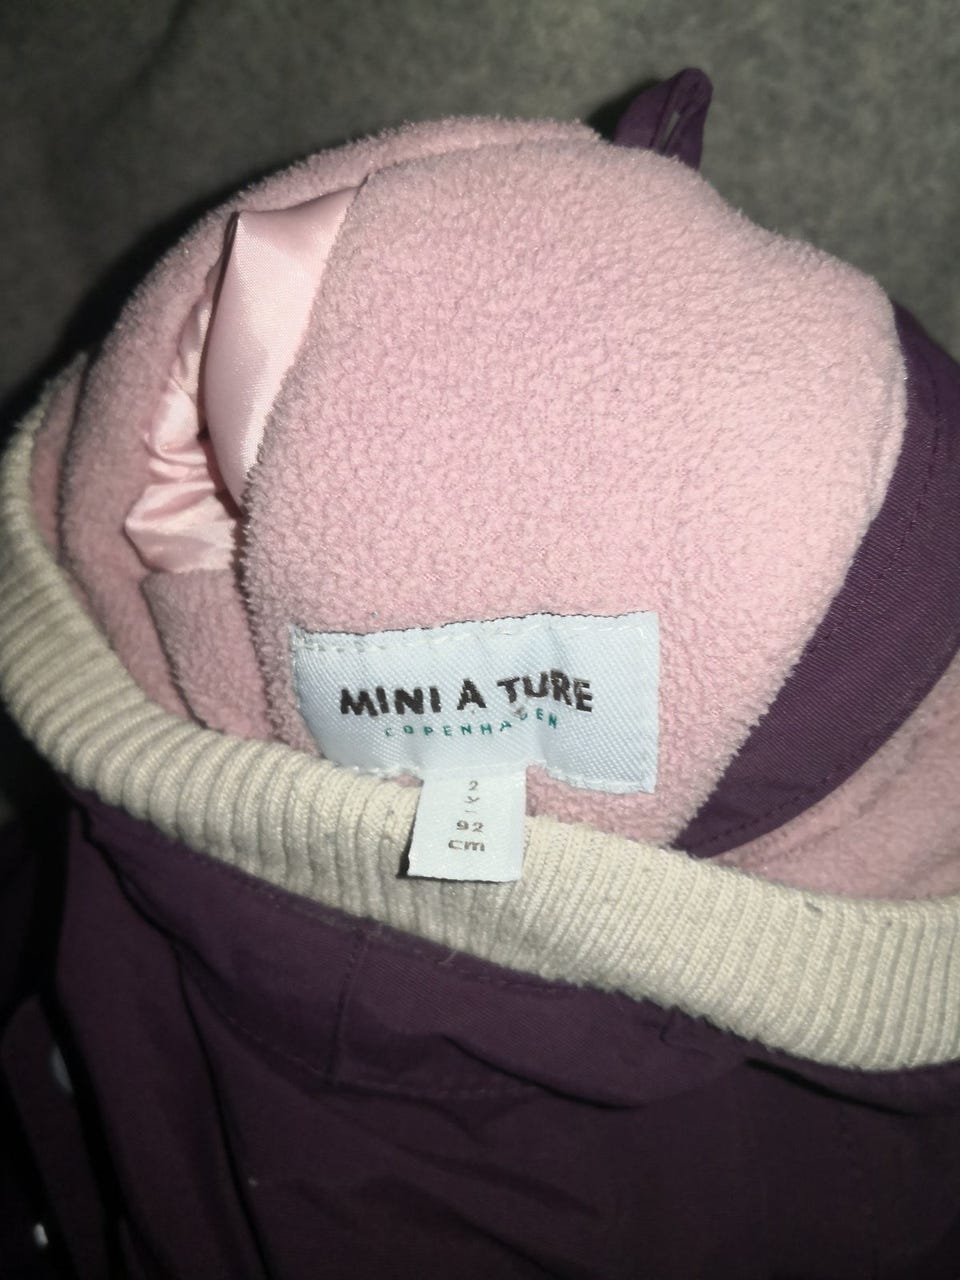 MINI A TURE
COPENHAGEN
2
Y-
92
cm